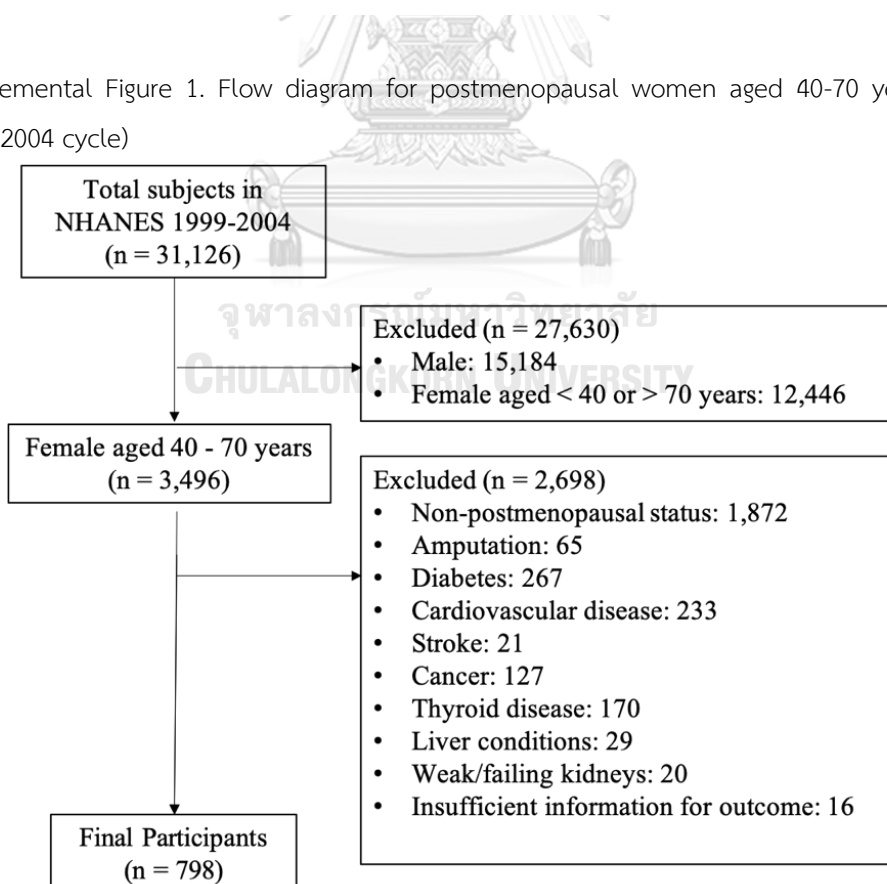 emental Figure 1. Flow diagram for postmenopausal women aged 40-70 ye
2004 cycle)
Total subjects in
NHANES 1999-2004
(n = 31,126)
จุฬาลงกรณ์มหาวิทยาลัย
CHULALONGKORN UNIVERSITY
Excluded (n = 27,630)
• Male: 15,184
• Female aged < 40 or > 70 years: 12,446
Female aged 40 - 70 years
(n = 3,496)
Excluded (n = 2,698)
• Non-postmenopausal status: 1,872
• Amputation: 65
• Diabetes: 267
• Cardiovascular disease: 233
• Stroke: 21
• Cancer: 127
• Thyroid disease: 170
• Liver conditions: 29
• Weak/failing kidneys: 20
• Insufficient information for outcome: 16
Final Participants
(n = 798)